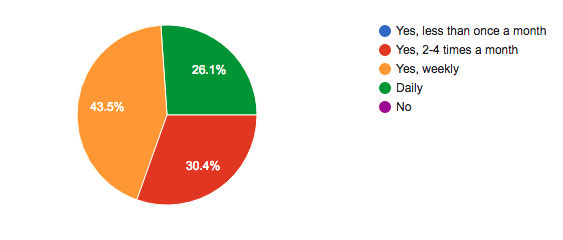 Yes, less than once a month
Yes, 2-4 times a month
Yes, weekly
Daily
No
26.1%
43.5%
30.4%